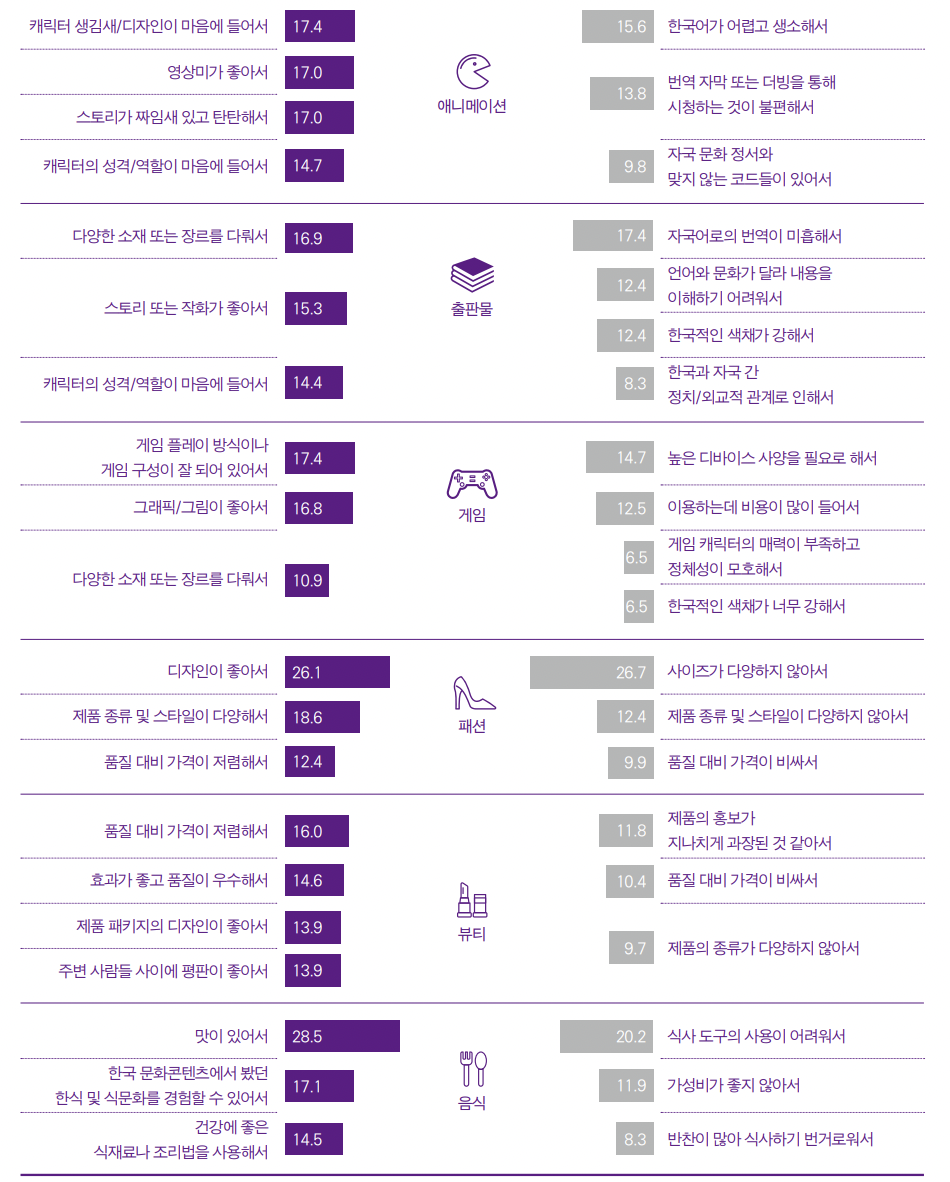 캐릭터 생김새/디자인이 마음에 들어서 17.4
영상미가 좋아서 17.0
스토리가 짜임새 있고 탄탄해서 17.0
캐릭터의 성격/역할이 마음에 들어서 14.7
애니메이션
15.6 한국어가 어렵고 생소해서
13.8 번역 자막 또는 더빙을 통해
시청하는 것이 불편해서
9.8 자국 문화 정서와
맞지 않는 코드들이 있어서
다양한 소재 또는 장르를 다뤄서 16.9
스토리 또는 작화가 좋아서 15.3
캐릭터의 성격/역할이 마음에 들어서 14.4
출판물
17.4 자국어로의 번역이 미흡해서
12.4 언어와 문화가 달라 내용을
이해하기 어려워서
12.4 한국적인 색채가 강해서
8.3 한국과 자국 간
정치/외교적 관계로 인해서
게임 플레이 방식이나
게임 구성이 잘 되어 있어서 17.4
그래픽/그림이 좋아서 16.8
다양한 소재 또는 장르를 다뤄서 10.9
게임
14.7 높은 디바이스 사양을 필요로 해서
12.5 이용하는데 비용이 많이 들어서
6.5 게임 캐릭터의 매력이 부족하고
정체성이 모호해서
6.5 한국적인 색채가 너무 강해서
디자인이 좋아서 26.1
제품 종류 및 스타일이 다양해서 18.6
품질 대비 가격이 저렴해서 12.4
패션
26.7 사이즈가 다양하지 않아서
12.4 제품 종류 및 스타일이 다양하지 않아서
9.9 품질 대비 가격이 비싸서
품질 대비 가격이 저렴해서 16.0
효과가 좋고 품질이 우수해서 14.6
제품 패키지의 디자인이 좋아서 13.9
주변 사람들 사이에 평판이 좋아서 13.9
뷰티
11.8 제품의 홍보가
지나치게 과장된 것 같아서
10.4 품질 대비 가격이 비싸서
9.7 제품의 종류가 다양하지 않아서
맛이 있어서 28.5
한국 문화콘텐츠에서 봤던
한식 및 식문화를 경험할 수 있어서 17.1
건강에 좋은
식재료나 조리법을 사용해서 14.5
음식
20.2 식사 도구의 사용이 어려워서
11.9 가성비가 좋지 않아서
8.3 반찬이 많아 식사하기 번거로워서